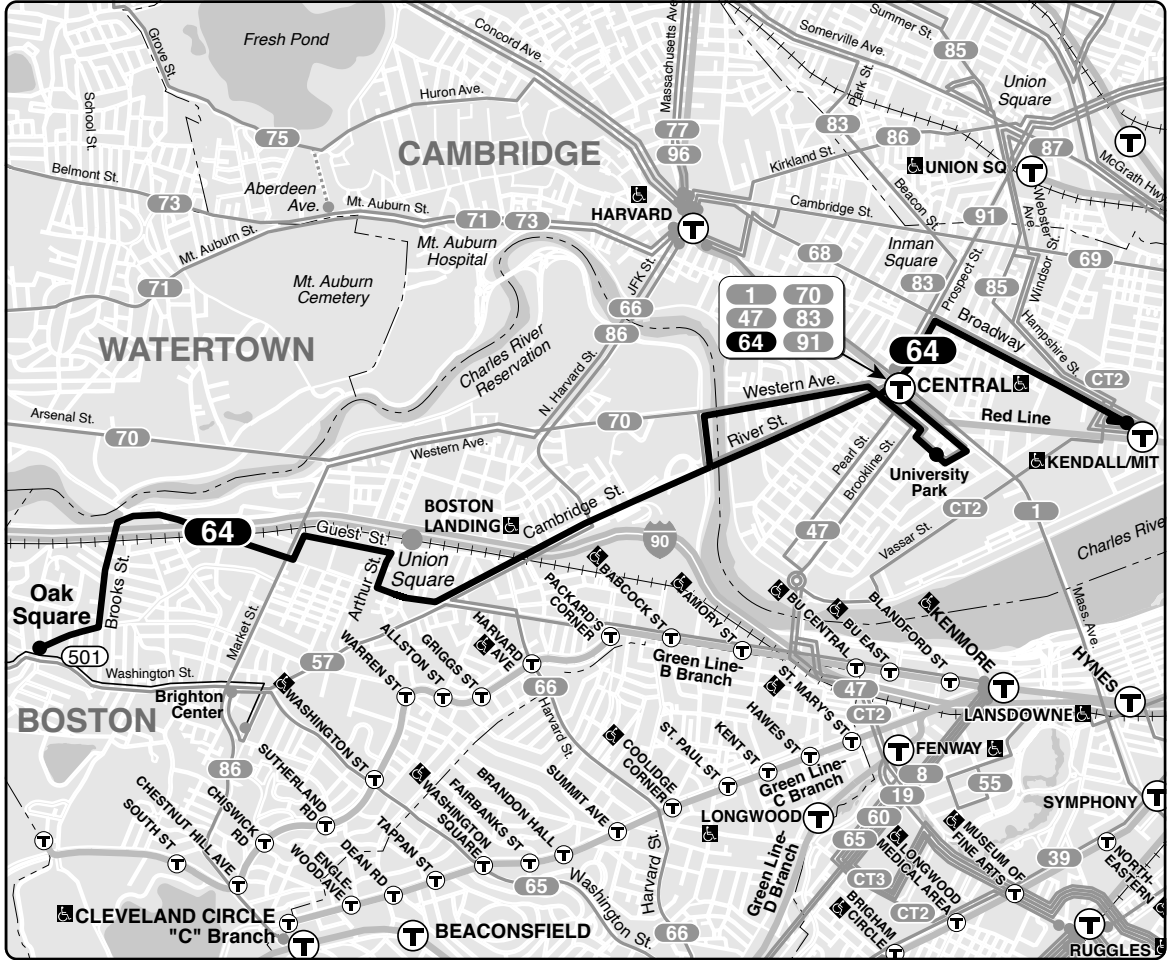 Fresh Pond
Grove St.
School St.
Concord Ave.
Massachusetts Ave
Summer St.
85
Somerville Ave.
Union
Square
Park St.
Huron Ave.
75
77
96
83
86
87
McGrath Hwy
T
CAMBRIDGE
Kirkland St.
UNION SQ
T
Belmont St.
73
Aberdeen
Ave.
Mt. Auburn St.
71
73
HARVARD
T
Cambridge St.
Beacon St.
91
Webster
Ave.
Mt. Auburn St.
Mt. Auburn
Hospital
68
Inman
Square
69
Mt. Auburn
Cemetery
71
JFK St.
66
86
1
70
47
83
64
91
83
Prospect St.
85
Windsor St.
Broadway
Hampshire St.
WATERTOWN
Charles River
Reservation
N. Harvard St.
64
CT2
Western Ave.
T
CENTRAL
Red Line
Arsenal St.
70
Western Ave.
70
River St.
T
KENDALL/MIT
Pearl St.
Brookline St.
University
Park
CT2
1
BOSTON
LANDING
Cambridge St.
64
Guest St.
90
47
Vassar St.
Charles Rive
Union
Square
Arthur St.
Oak
Square
Brooks St.
501
Washington St.
Market St.
57
Brighton
Center
BOSTON
PACKARD'S
CORNER
BABCOCK ST
AMORY ST
BU CENTRAL
BU EAST
BLANDFORD ST
KENMORE
Mass. Ave.
HYNES
HARVARD
AVE
GRIGGS ST
ALLSTON ST
WARREN ST
WASHINGTON ST
Green Line-
B Branch
66
Harvard St.
ST. MARY'S ST
47
CT2
LANSDOWNE
HAWES ST
KENT ST
ST. PAUL ST
COOLIDGE
CORNER
Green Line-
C Branch
T
FENWAY
8
55
19
SYMPHONY
T
86
SUTHERLAND
RD
CHISWICK
RD
CHESTNUT HILL AVE
SOUTH ST
WASHINGTON
SQUARE
FAIRBANKS ST
BRANDON HALL
SUMMIT AVE
LONGWOOD
T
60
65
MUSEUM OF
FINE ARTS
LONGWOOD
MEDICAL AREA
39
NORTH-
EASTERN
TAPPAN ST
DEAN RD
ENGLE-
WOOD AVE
65
Washington St.
Harvard St.
Green Line-
D Branch
CT3
CT2
BRIGHAM
CIRCLE
CLEVELAND CIRCLE
"C" Branch
T
T
BEACONSFIELD
66
T
RUGGLES